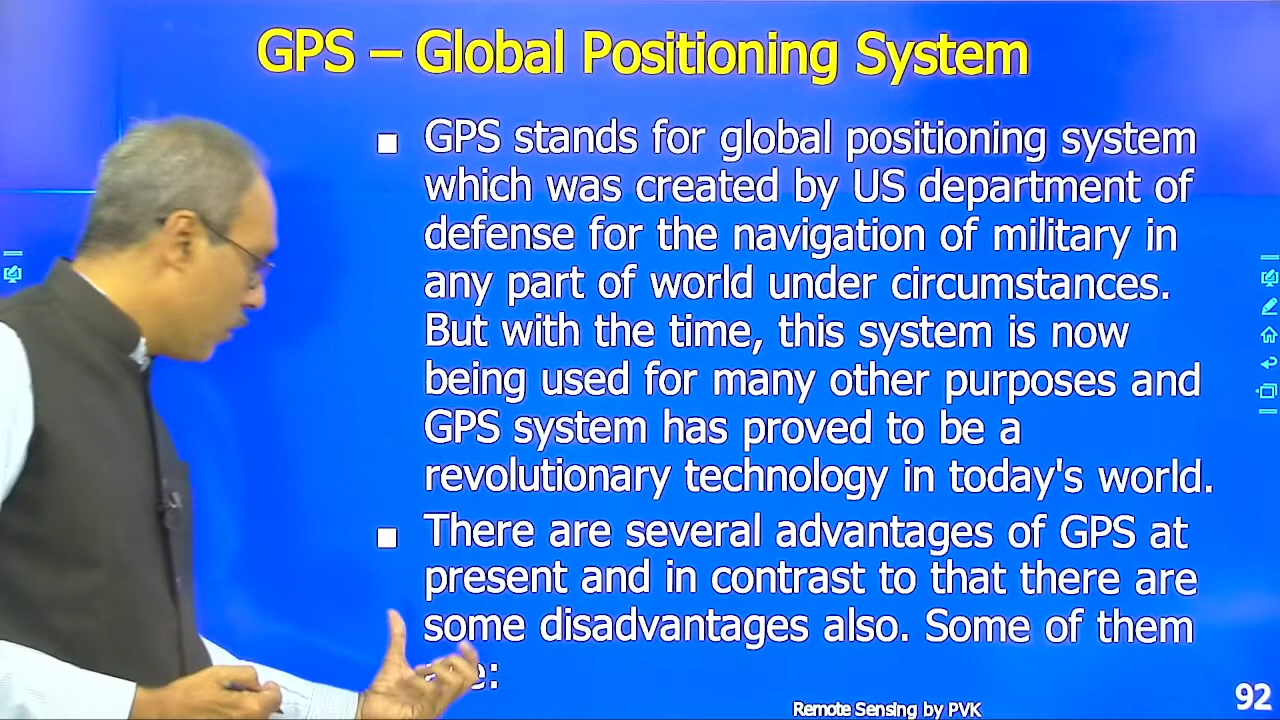 GPS – Global Positioning System
GPS stands for global positioning system
which was created by US department of
defense for the navigation of military in
any part of world under circumstances.
But with the time, this system is now
being used for many other purposes and
GPS system has proved to be a
revolutionary technology in today's world.
There are several advantages of GPS at
present and in contrast to that there are
some disadvantages also. Some of them
Remote Sensing by PVK
92